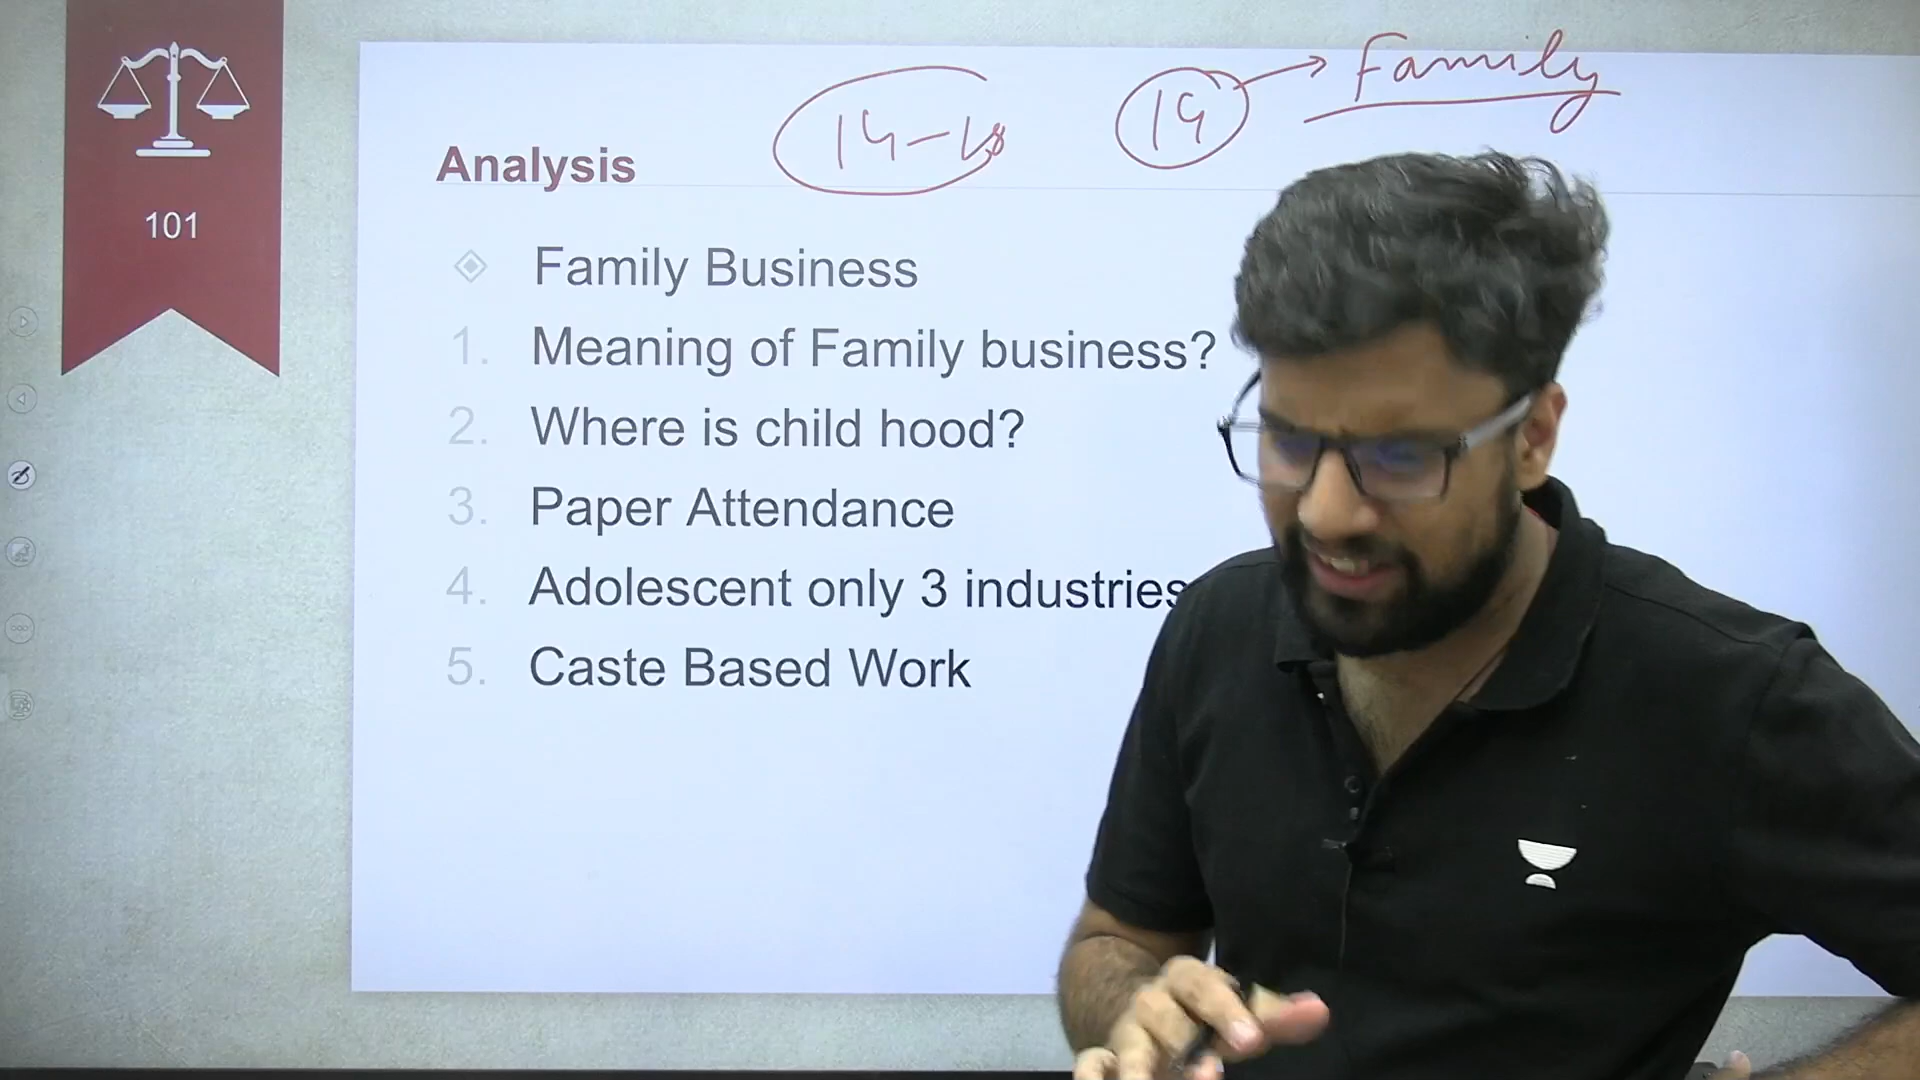 14-18 14 → Family
101
Analysis
Family Business
1. Meaning of Family business?
2. Where is child hood?
3. Paper Attendance
4. Adolescent only 3 industries
5. Caste Based Work